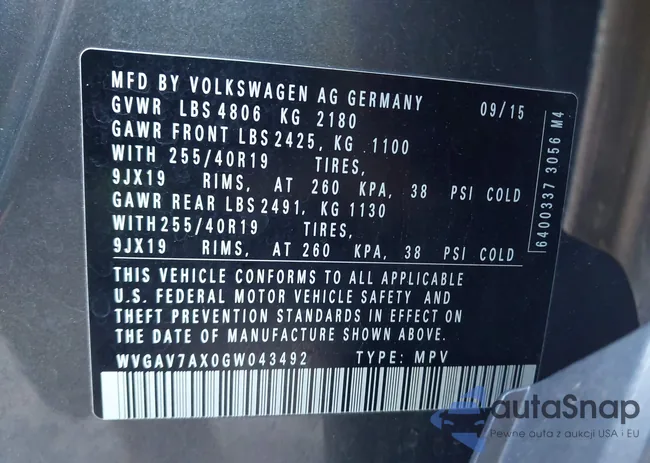 MFD BY VOLKSWAGEN AG GERMANY 09/15
GVWR LBS 4806 KG 2180
GAWR FRONT LBS 2425, KG 1100
WITH 255/40R19 TIRES,
9JX19 RIMS, AT 260 KPA, 38 PSI COLD
GAWR REAR LBS 2491, KG 1130
WITH 255/40R19 TIRES,
9JX19 RIMS, AT 260 KPA, 38 PSI COLD
THIS VEHICLE CONFORMS TO ALL APPLICABLE
U.S. FEDERAL MOTOR VEHICLE SAFETY AND
THEFT PREVENTION STANDARDS IN EFFECT ON
THE DATE OF MANUFACTURE SHOWN ABOVE.
WVGAV7AX0GW043492 TYPE: MPV
6400337 3056 M4
autaSnap
Pewne auta z aukcji USA i EU